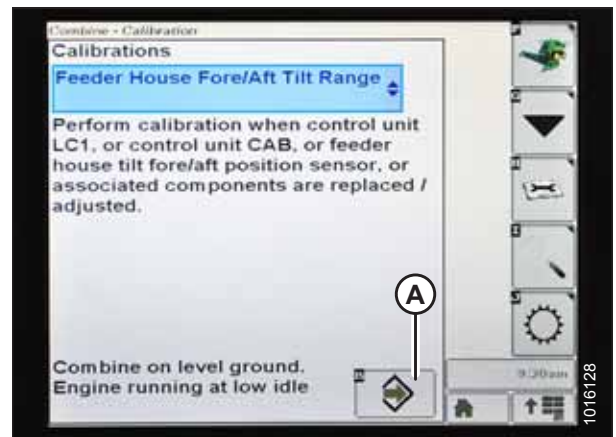 Combine - Calibration
Calibrations
Feeder House Fore/Aft Tilt Range
Perform calibration when control unit
LC1, or control unit CAB, or feeder
house tilt fore/aft position sensor, or
associated components are replaced /
adjusted.
A
Combine on level ground.
Engine running at low idle
9:30am
1016128